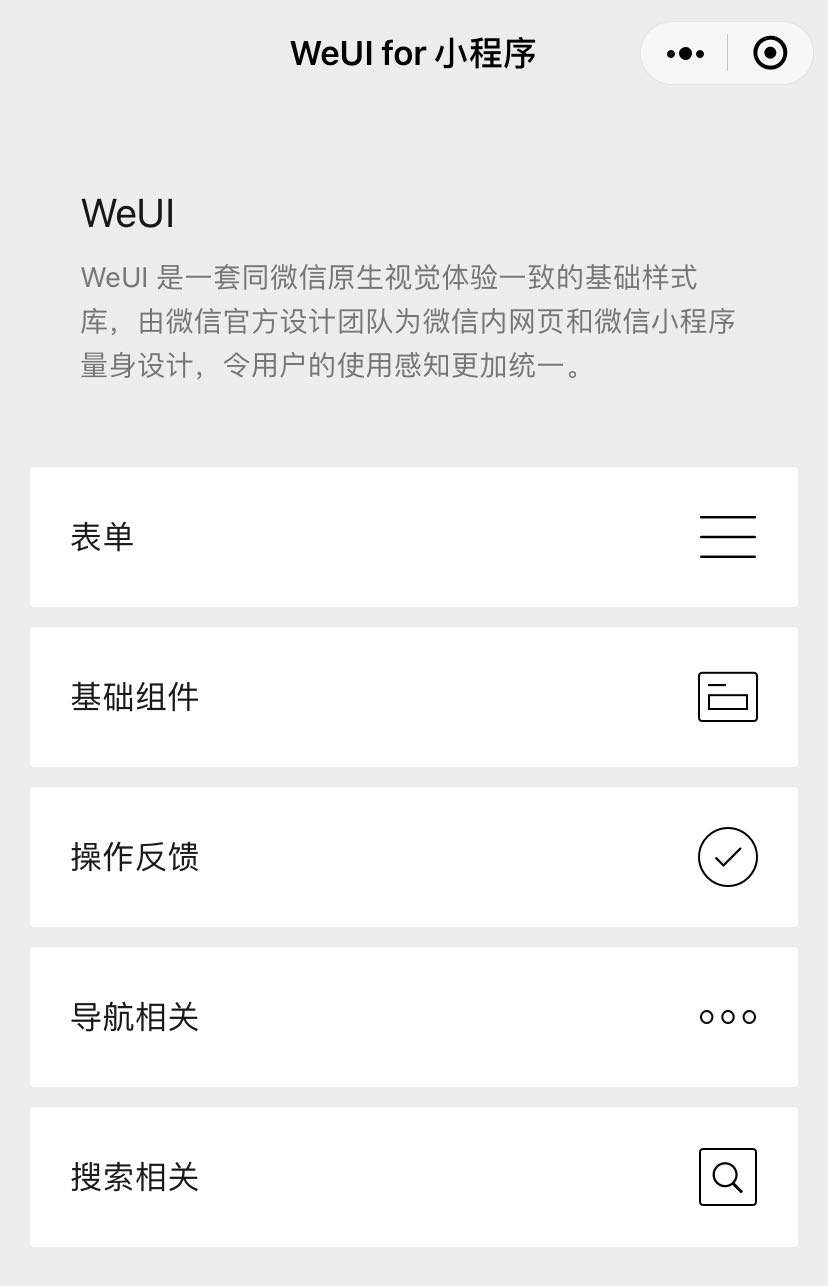 WeUI for 小程序
WeUI
WeUI 是一套同微信原生视觉体验一致的基础样式
库，由微信官方设计团队为微信内网页和微信小程序
量身设计，令用户的使用感知更加统一。
表单
基础组件
操作反馈
导航相关
搜索相关